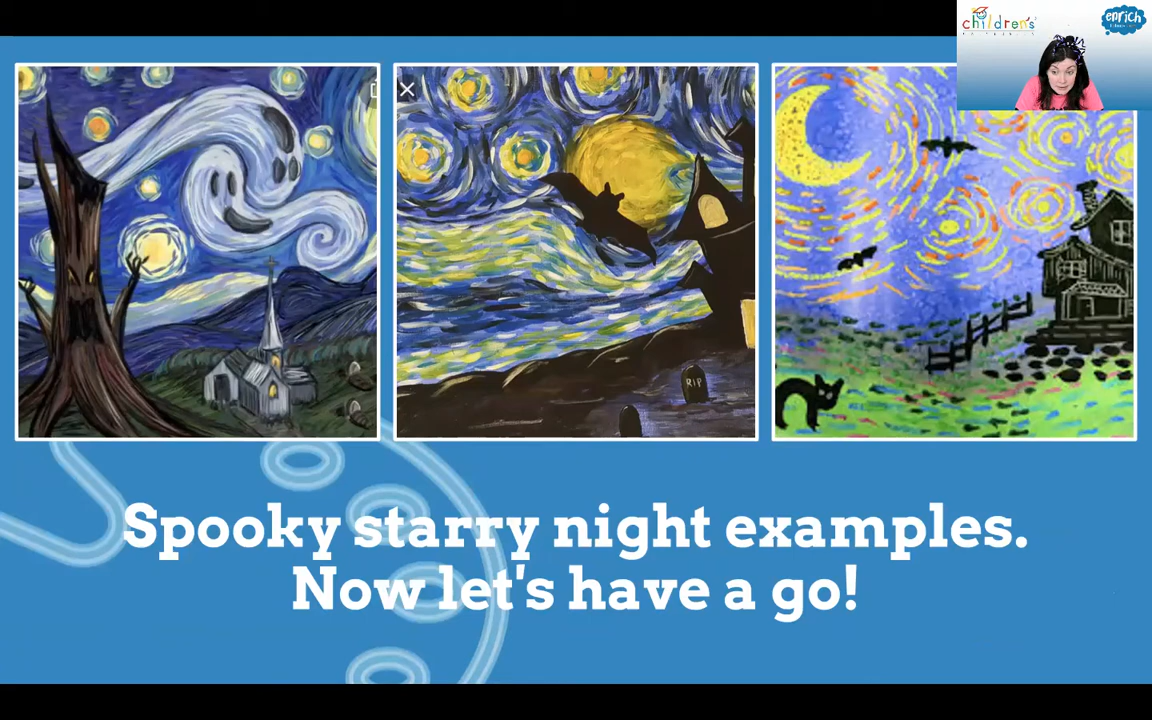 children's
enrich
RIP
Spooky starry night examples.
Now let's have a go!